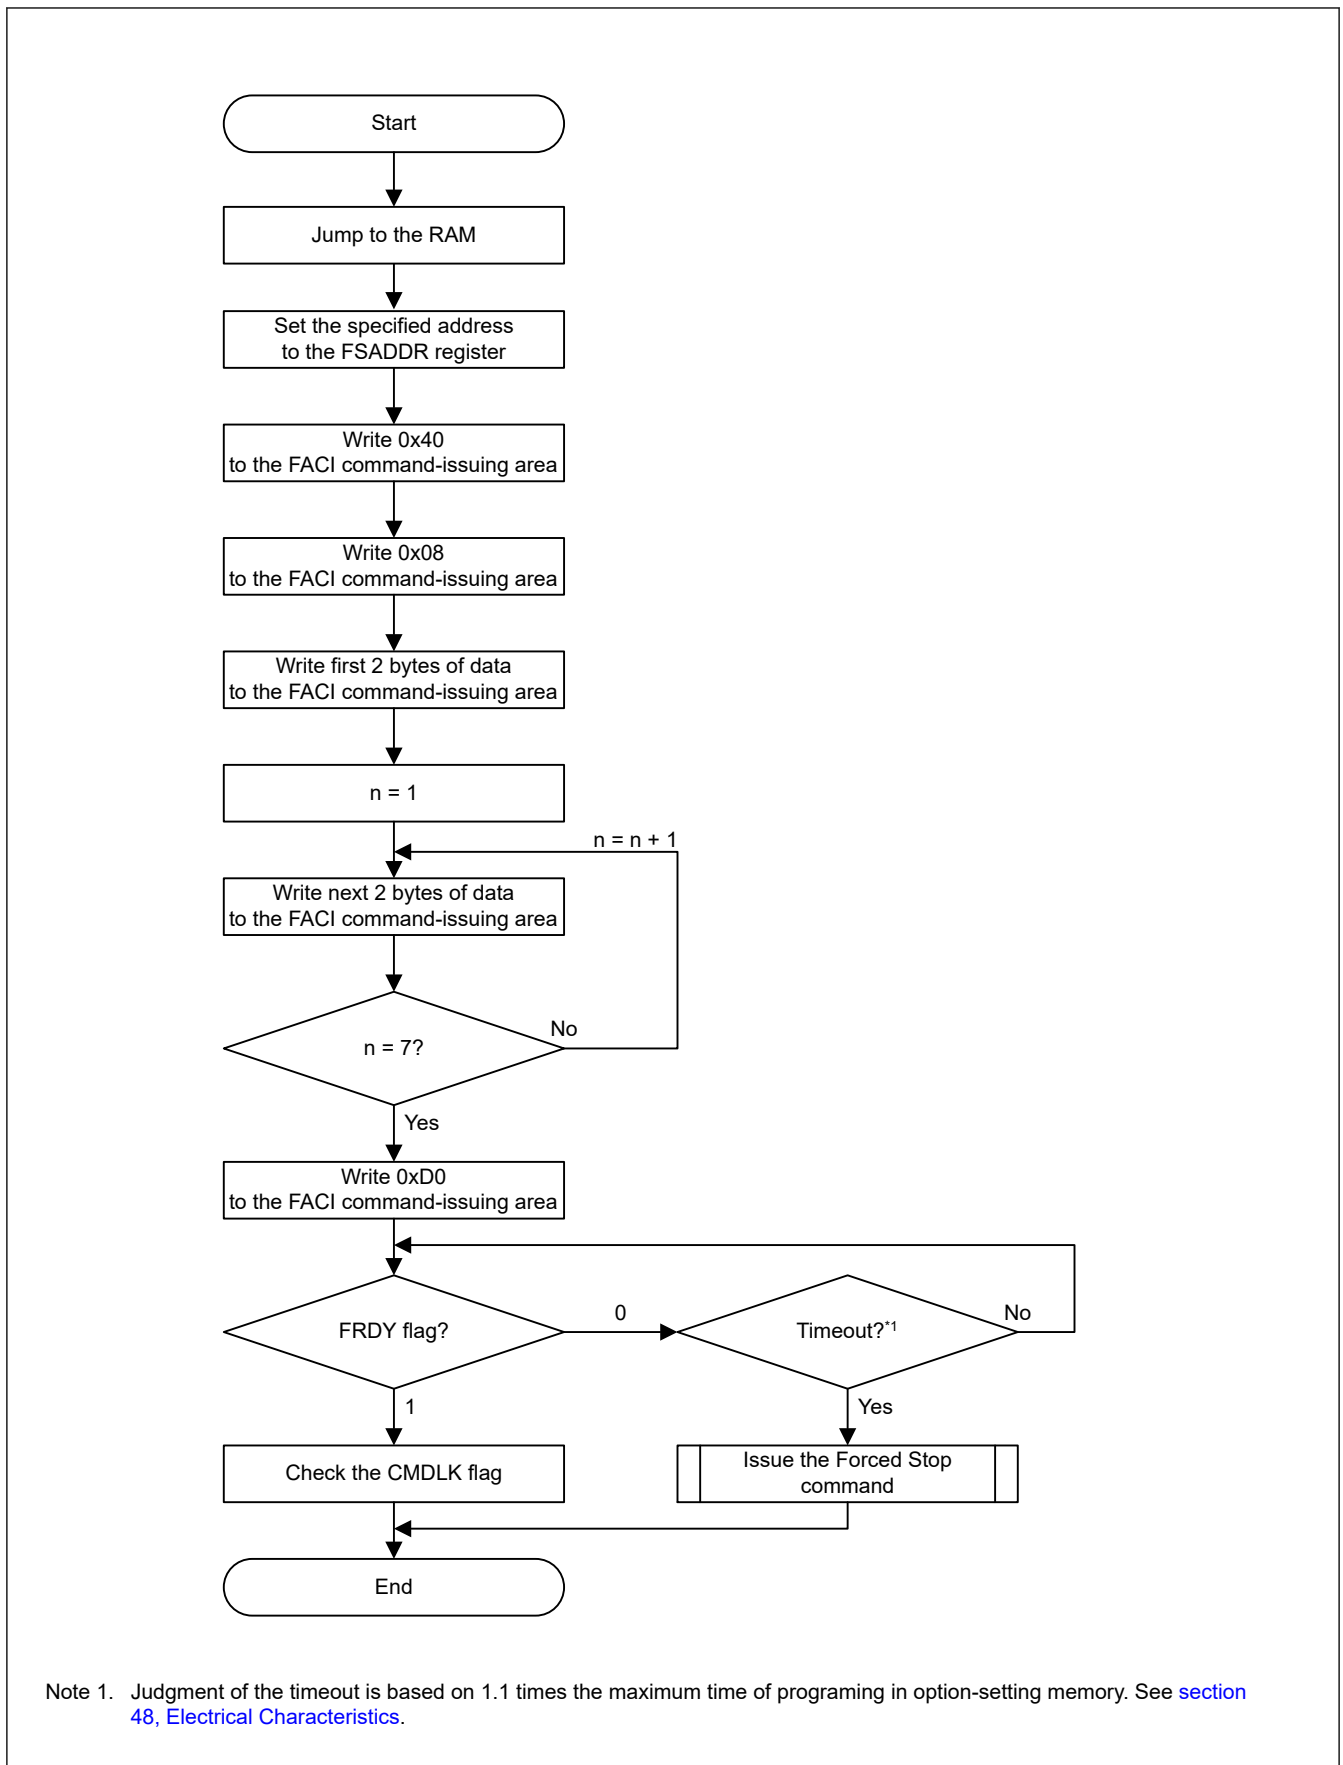 Start
Jump to the RAM
Set the specified address
to the FSADDR register
Write 0x40
to the FACI command-issuing area
Write 0x08
to the FACI command-issuing area
Write first 2 bytes of data
to the FACI command-issuing area
n = 1
n = n + 1
Write next 2 bytes of data
to the FACI command-issuing area
n = 7?
No
Yes
Write 0xD0
to the FACI command-issuing area
FRDY flag?
0
Timeout?*1
No
1
Yes
Check the CMDLK flag
Issue the Forced Stop
command
End
Note 1. Judgment of the timeout is based on 1.1 times the maximum time of programing in option-setting memory. See section
48, Electrical Characteristics.